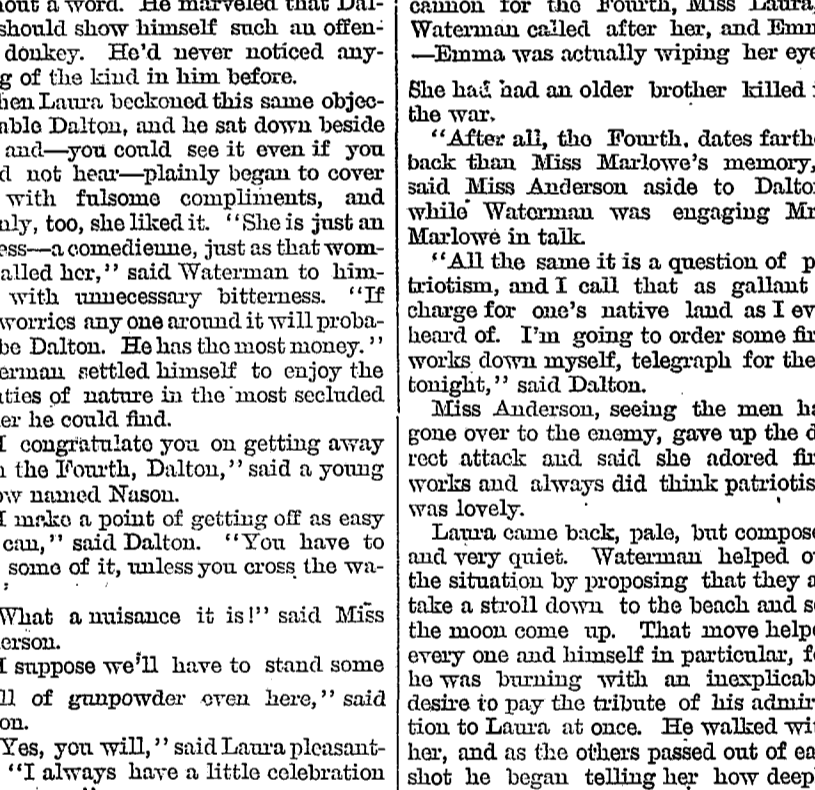 out a word. He marveled that Dal-
should show himself such an offen-
donkey. He'd never noticed any-
g of the kind in him before.
hen Laura beckoned this same objec-
able Dalton, and he sat down beside
and—you could see it even if you
d not hear—plainly began to cover
with fulsome compliments, and
nly, too, she liked it. "She is just an
ess—a comedienne, just as that wom-
alled her," said Waterman to him-
with unnecessary bitterness. "If
worries any one around it will proba-
be Dalton. He has the most money."
erman settled himself to enjoy the
ties of nature in the most secluded
er he could find.
I congratulate you on getting away
n the Fourth, Dalton," said a young
ow named Nason.
I make a point of getting off as easy
can," said Dalton. "You have to
some of it, unless you cross the wa-
What a nuisance it is!" said Miss
erson.
I suppose we'll have to stand some
ll of gunpowder even here," said
on.
Yes, you will," said Laura pleasant-
"I always have a little celebration
cannon for the Fourth, Miss Laura,
Waterman called after her, and Emm
—Emma was actually wiping her eye
She had had an older brother killed i
the war.
"After all, the Fourth. dates farthe
back than Miss Marlowe's memory,
said Miss Anderson aside to Dalto
while Waterman was engaging Mr
Marlowe in talk.
"All the same it is a question of p
triotism, and I call that as gallant
charge for one's native land as I ev
heard of. I'm going to order some fir
works down myself, telegraph for the
tonight," said Dalton.
Miss Anderson, seeing the men ha
gone over to the enemy, gave up the d
rect attack and said she adored fir
works and always did think patriotis
was lovely.
Laura came back, pale, but compose
and very quiet. Waterman helped o
the situation by proposing that they a
take a stroll down to the beach and s
the moon come up. That move helpe
every one and himself in particular, f
he was burning with an inexplicab
desire to pay the tribute of his admir
tion to Laura at once. He walked wi
her, and as the others passed out of ea
shot he began telling her how deep